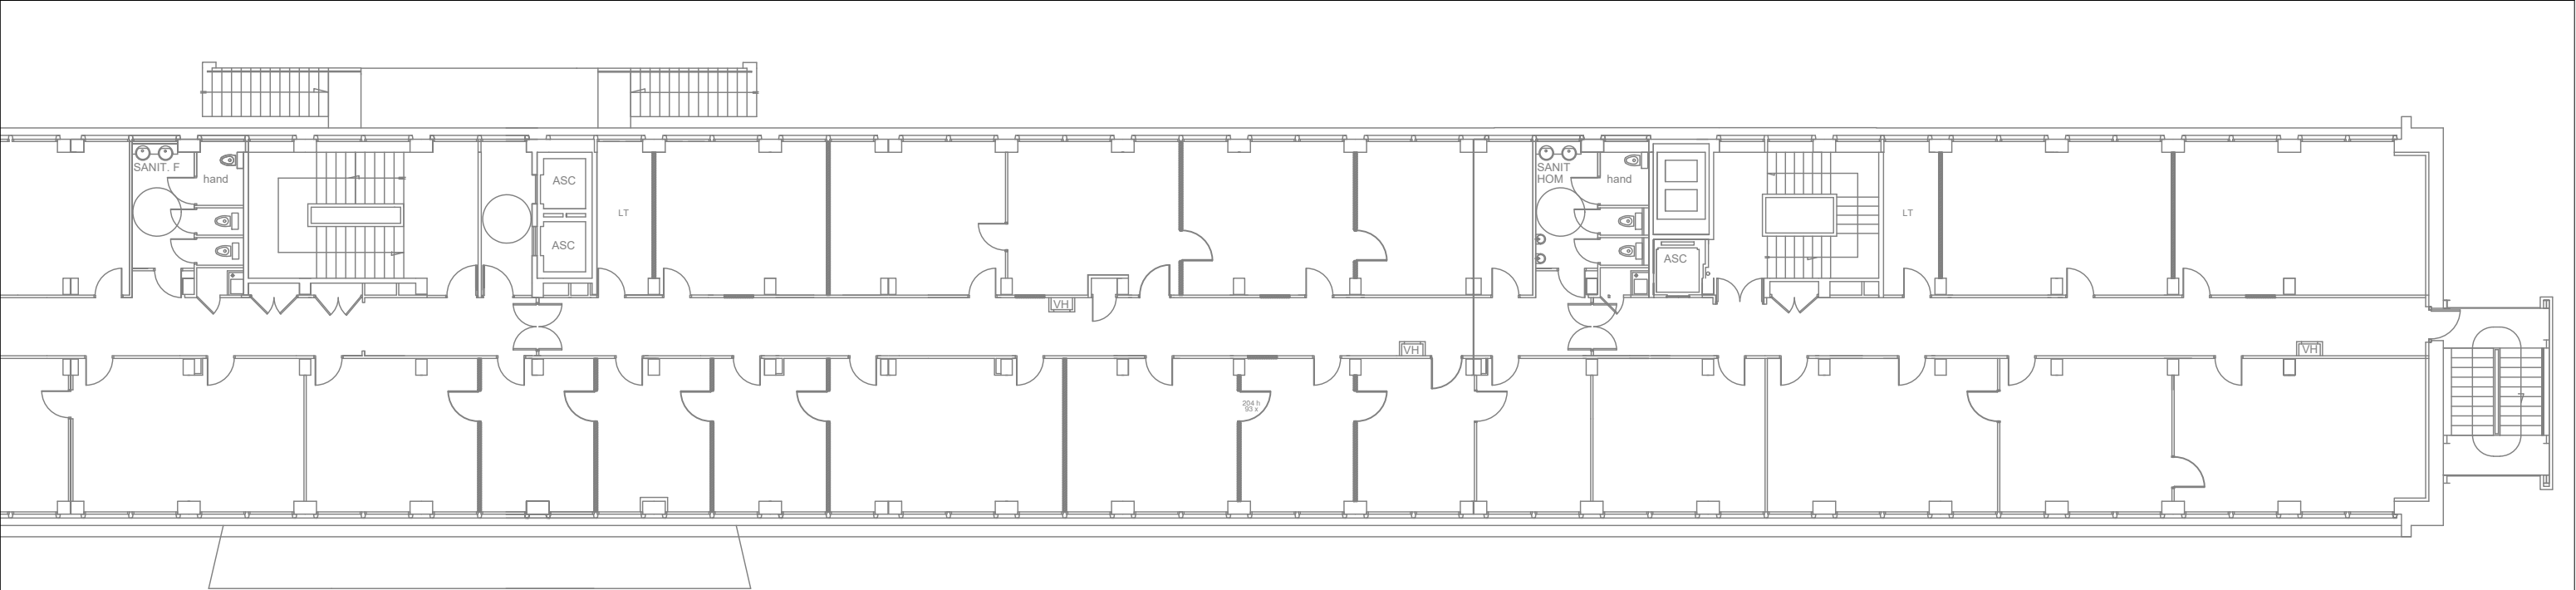 SANIT. F
hand
ASC
ASC
LT
VH
VH
204 h
93 x
SANIT
HOM
hand
ASC
LT
VH